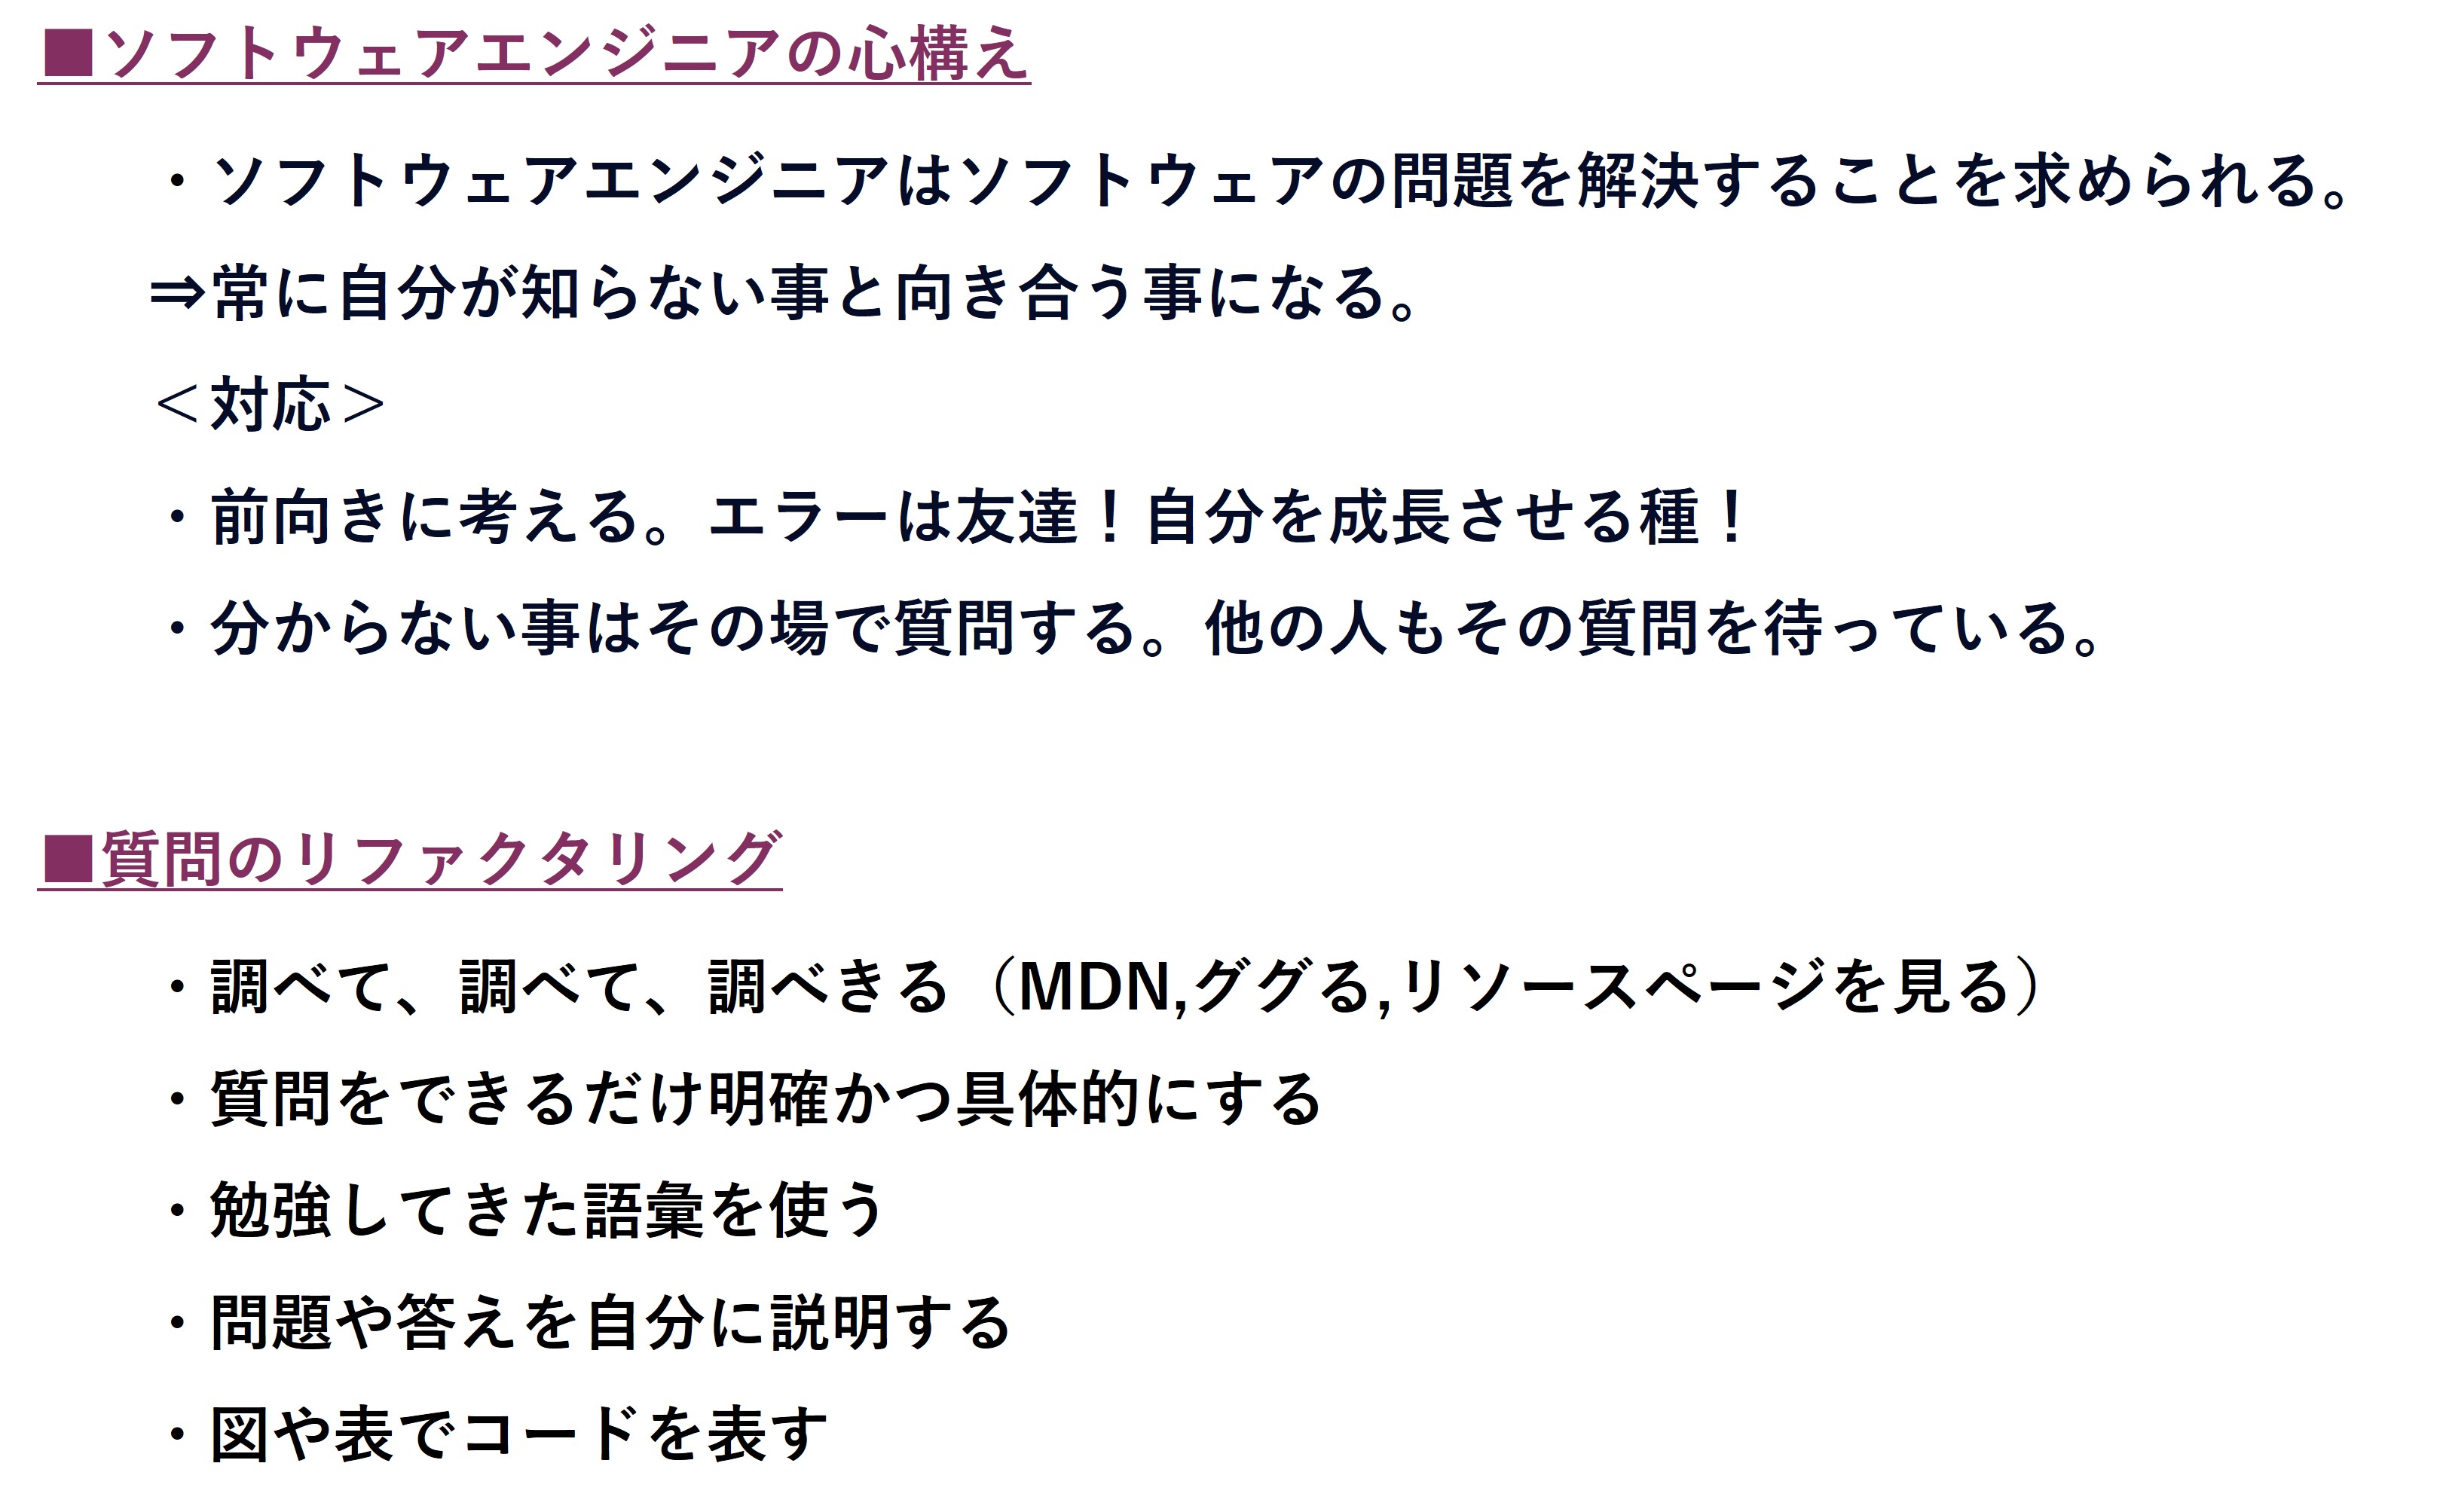 ■ソフトウェアエンジニアの心構え
・ソフトウェアエンジニアはソフトウェアの問題を解決することを求められる。
⇒常に自分が知らない事と向き合う事になる。
＜対応＞
・前向きに考える。エラーは友達！自分を成長させる種！
・分からない事はその場で質問する。他の人もその質問を待っている。
■質問のリファクタリング
・調べて、調べて、調べきる（MDN,ググる,リソースページを見る）
・質問をできるだけ明確かつ具体的にする
・勉強してきた語彙を使う
・問題や答えを自分に説明する
・図や表でコードを表す